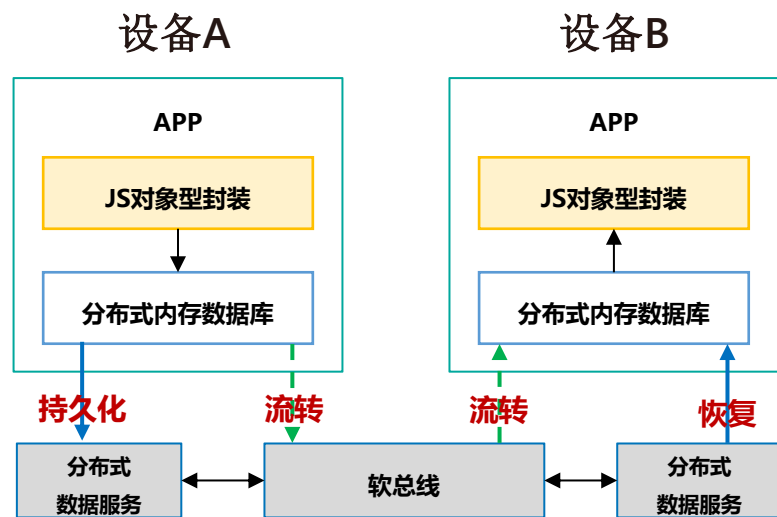 设备A
设备B
APP
APP
JS对象型封装
JS对象型封装
分布式内存数据库
分布式内存数据库
持久化
流转
流转
恢复
分布式
数据服务
软总线
分布式
数据服务